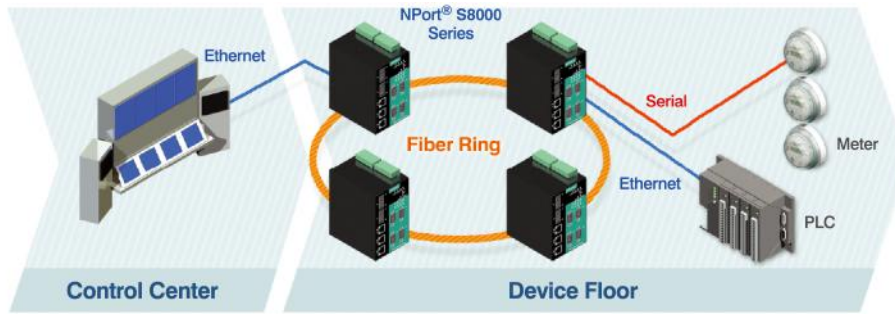 NPort® S8000
Series
Ethernet
Serial
Fiber Ring
Meter
Ethernet
PLC
Control Center
Device Floor